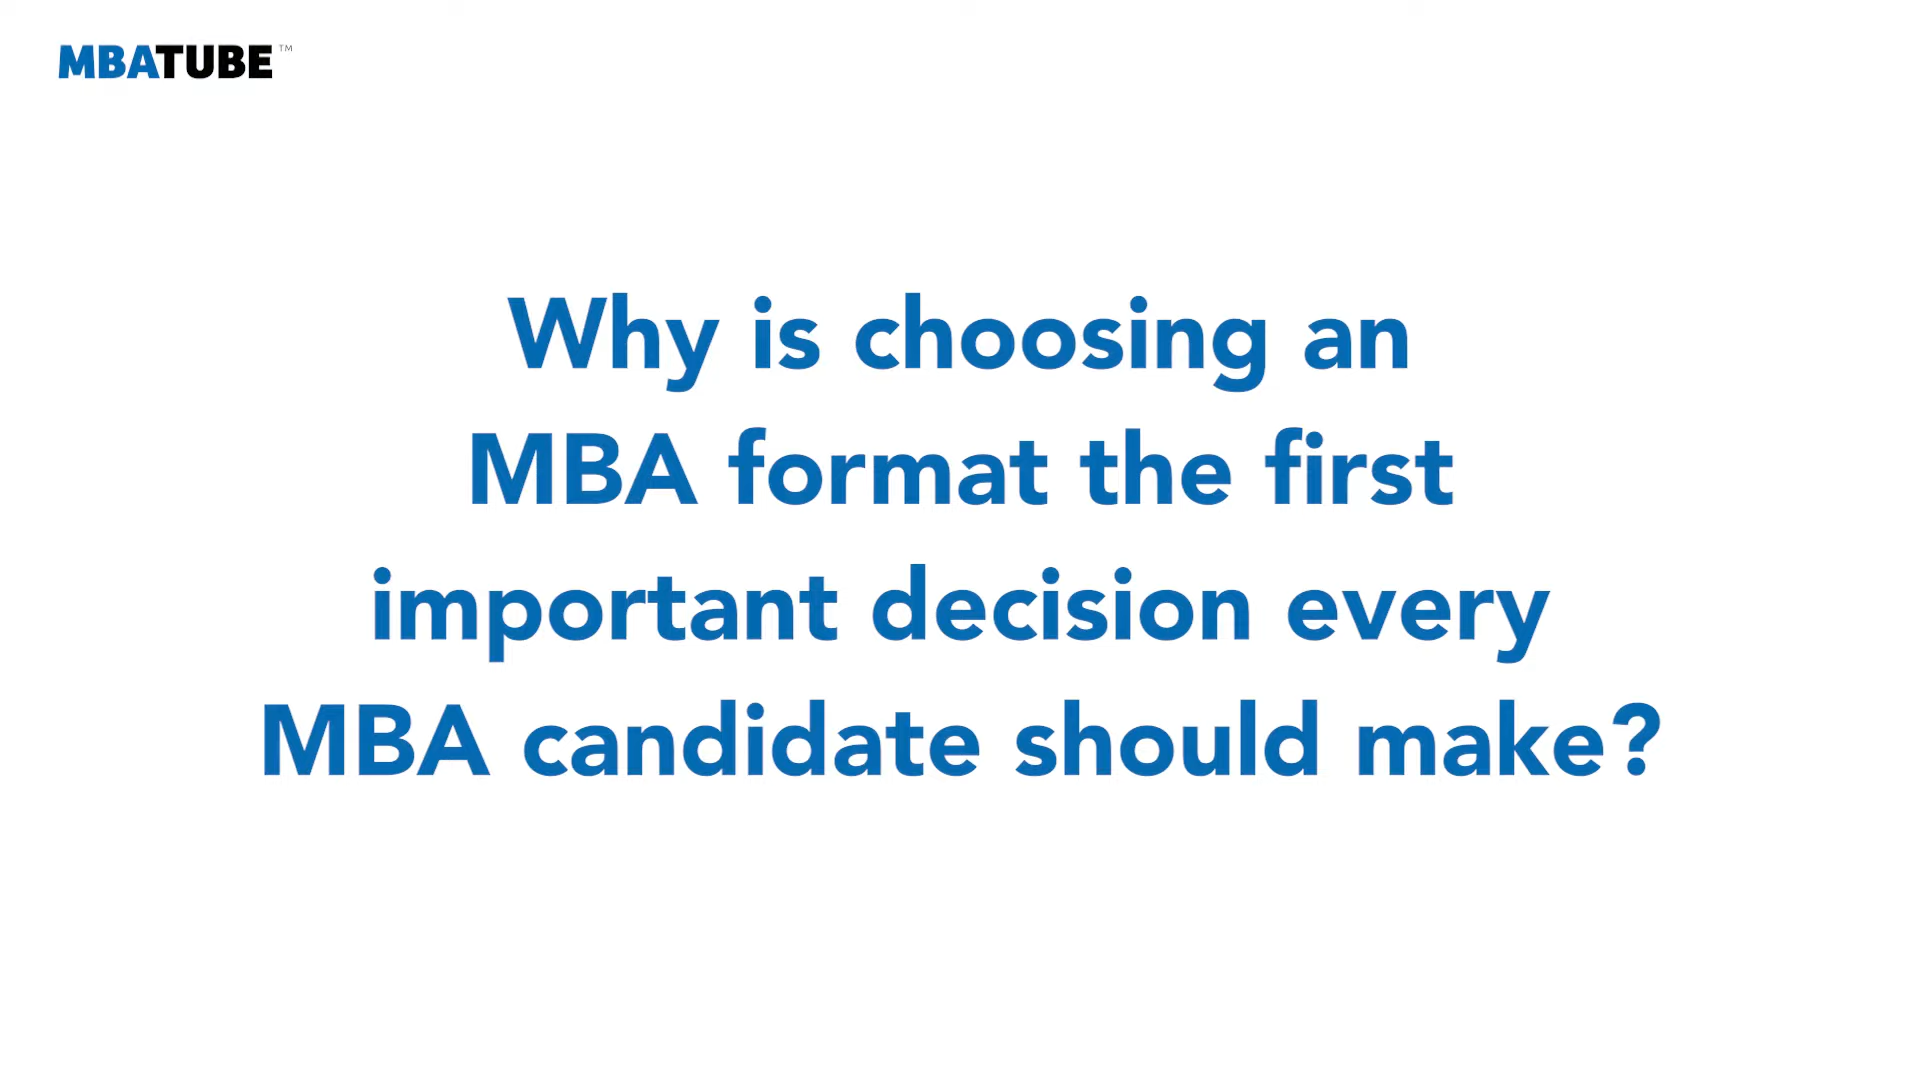 MBATUBE™
Why is choosing an
MBA format the first
important decision every
MBA candidate should make?